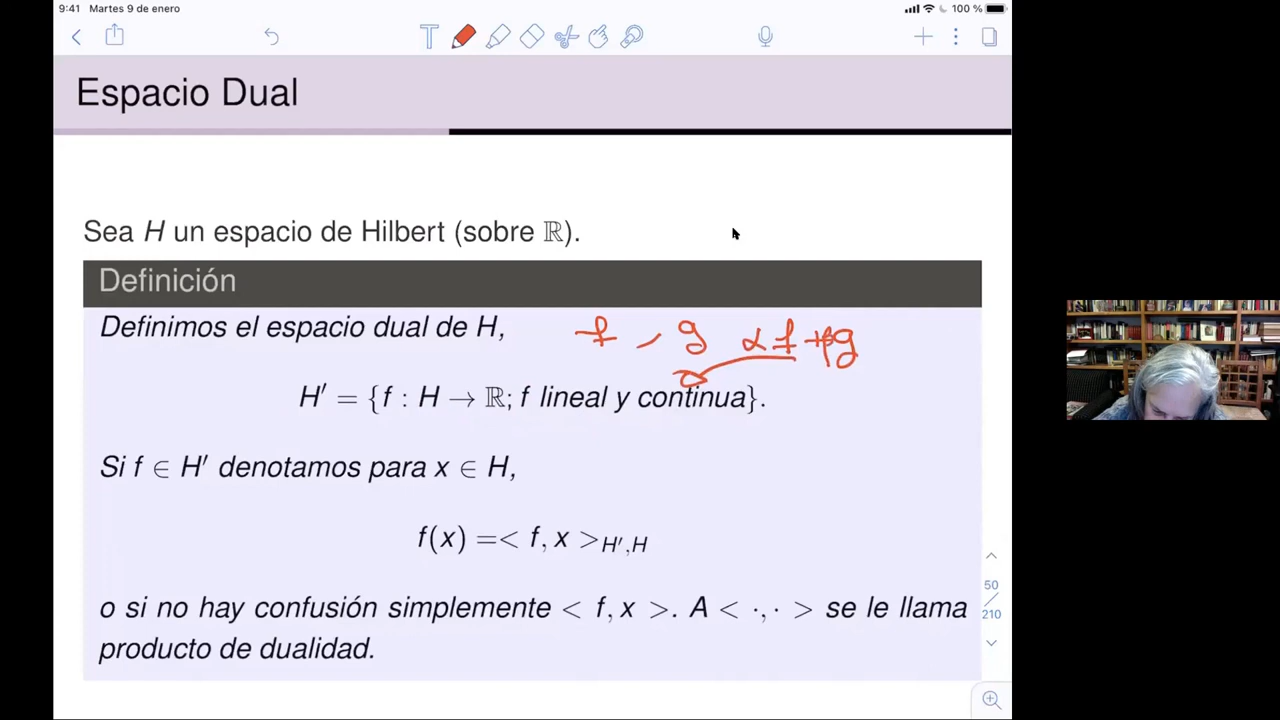 9:41 Martes 9 de enero 100 %
Espacio Dual
Sea H un espacio de Hilbert (sobre ℝ).
Definición
Definimos el espacio dual de H, f , g αf+βg
H′ = {f : H → ℝ; f lineal y continua}.
Si f ∈ H′ denotamos para x ∈ H,
f(x) =< f, x >H′,H
o si no hay confusión simplemente < f, x >. A < ·, · > se le llama
producto de dualidad.
50
210